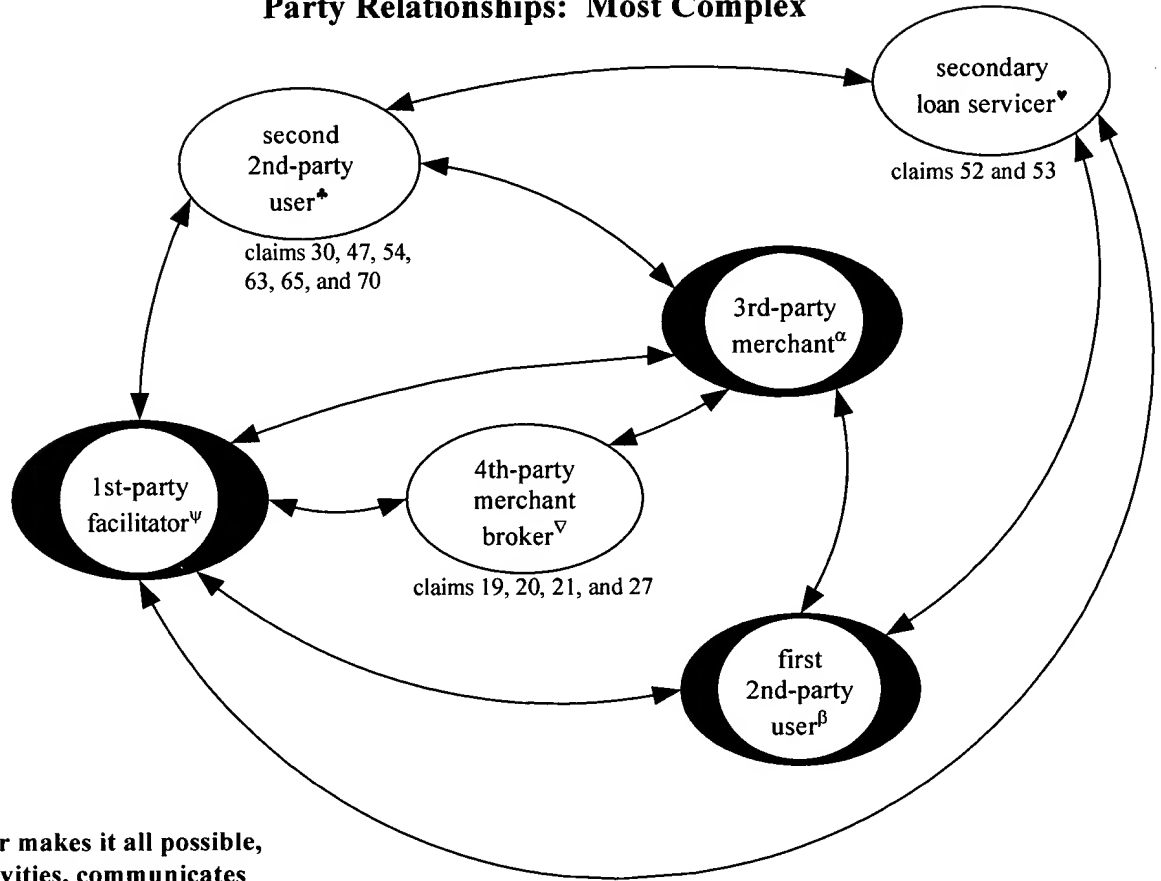 Party Relationships: Most Complex
secondary
loan servicer♥
claims 52 and 53
second
2nd-party
user♣
claims 30, 47, 54,
63, 65, and 70
3rd-party
merchantα
1st-party
facilitatorΨ
4th-party
merchant
broker∇
claims 19, 20, 21, and 27
first
2nd-party
userβ
makes it all possible,
communicates